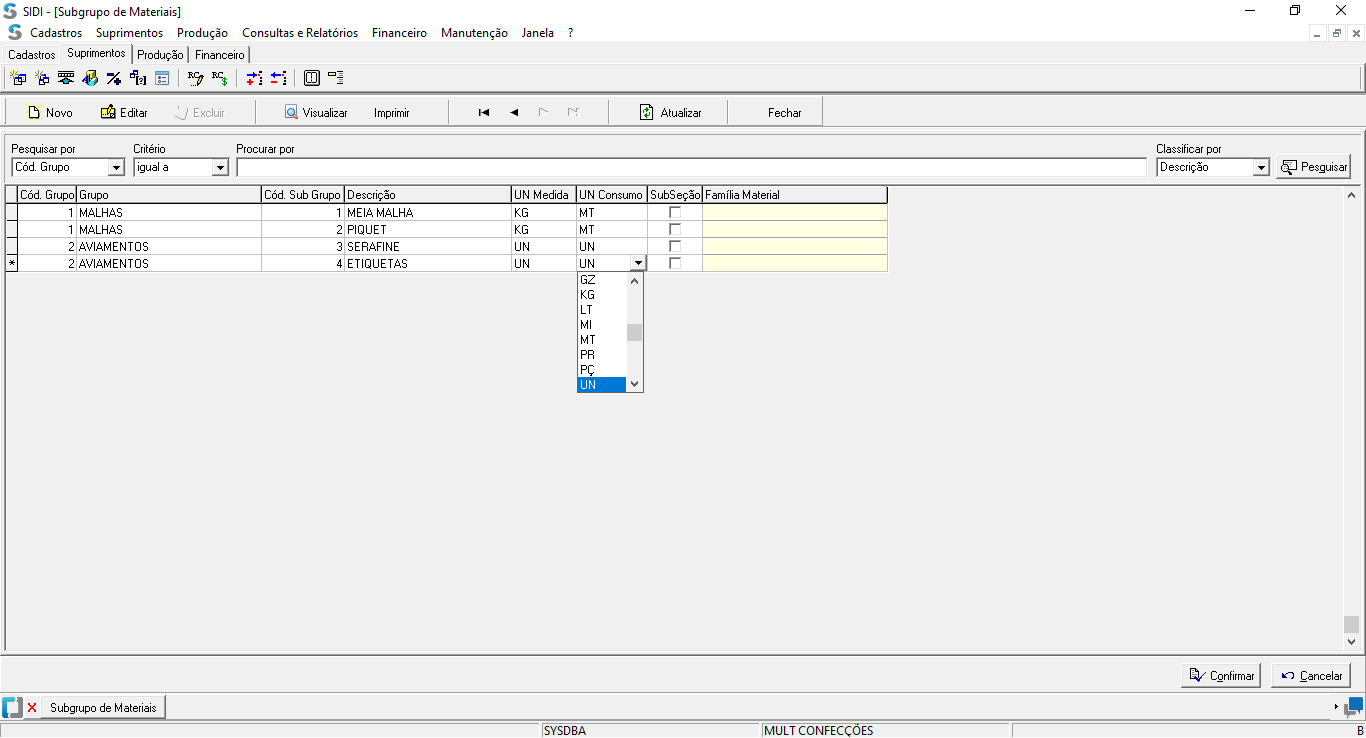 SIDI - [Subgrupo de Materiais]
Cadastros Suprimentos Produção Consultas e Relatórios Financeiro Manutenção Janela ?
Cadastros Suprimentos Produção Financeiro
Novo Editar Excluir Visualizar Imprimir Atualizar Fechar
Pesquisar por Critério Procurar por Classificar por
Cód. Grupo igual a Descrição Pesquisar
Cód. Grupo Grupo Cód. Sub Grupo Descrição UN Medida UN Consumo SubSeção Família Material
1 MALHAS 1 MEIA MALHA KG MT
1 MALHAS 2 PIQUET KG MT
2 AVIAMENTOS 3 SERAFINE UN UN
* 2 AVIAMENTOS 4 ETIQUETAS UN UN
GZ
KG
LT
MI
MT
PR
PÇ
UN
Confirmar Cancelar
Subgrupo de Materiais
SYSDBA MULT CONFECÇÕES B